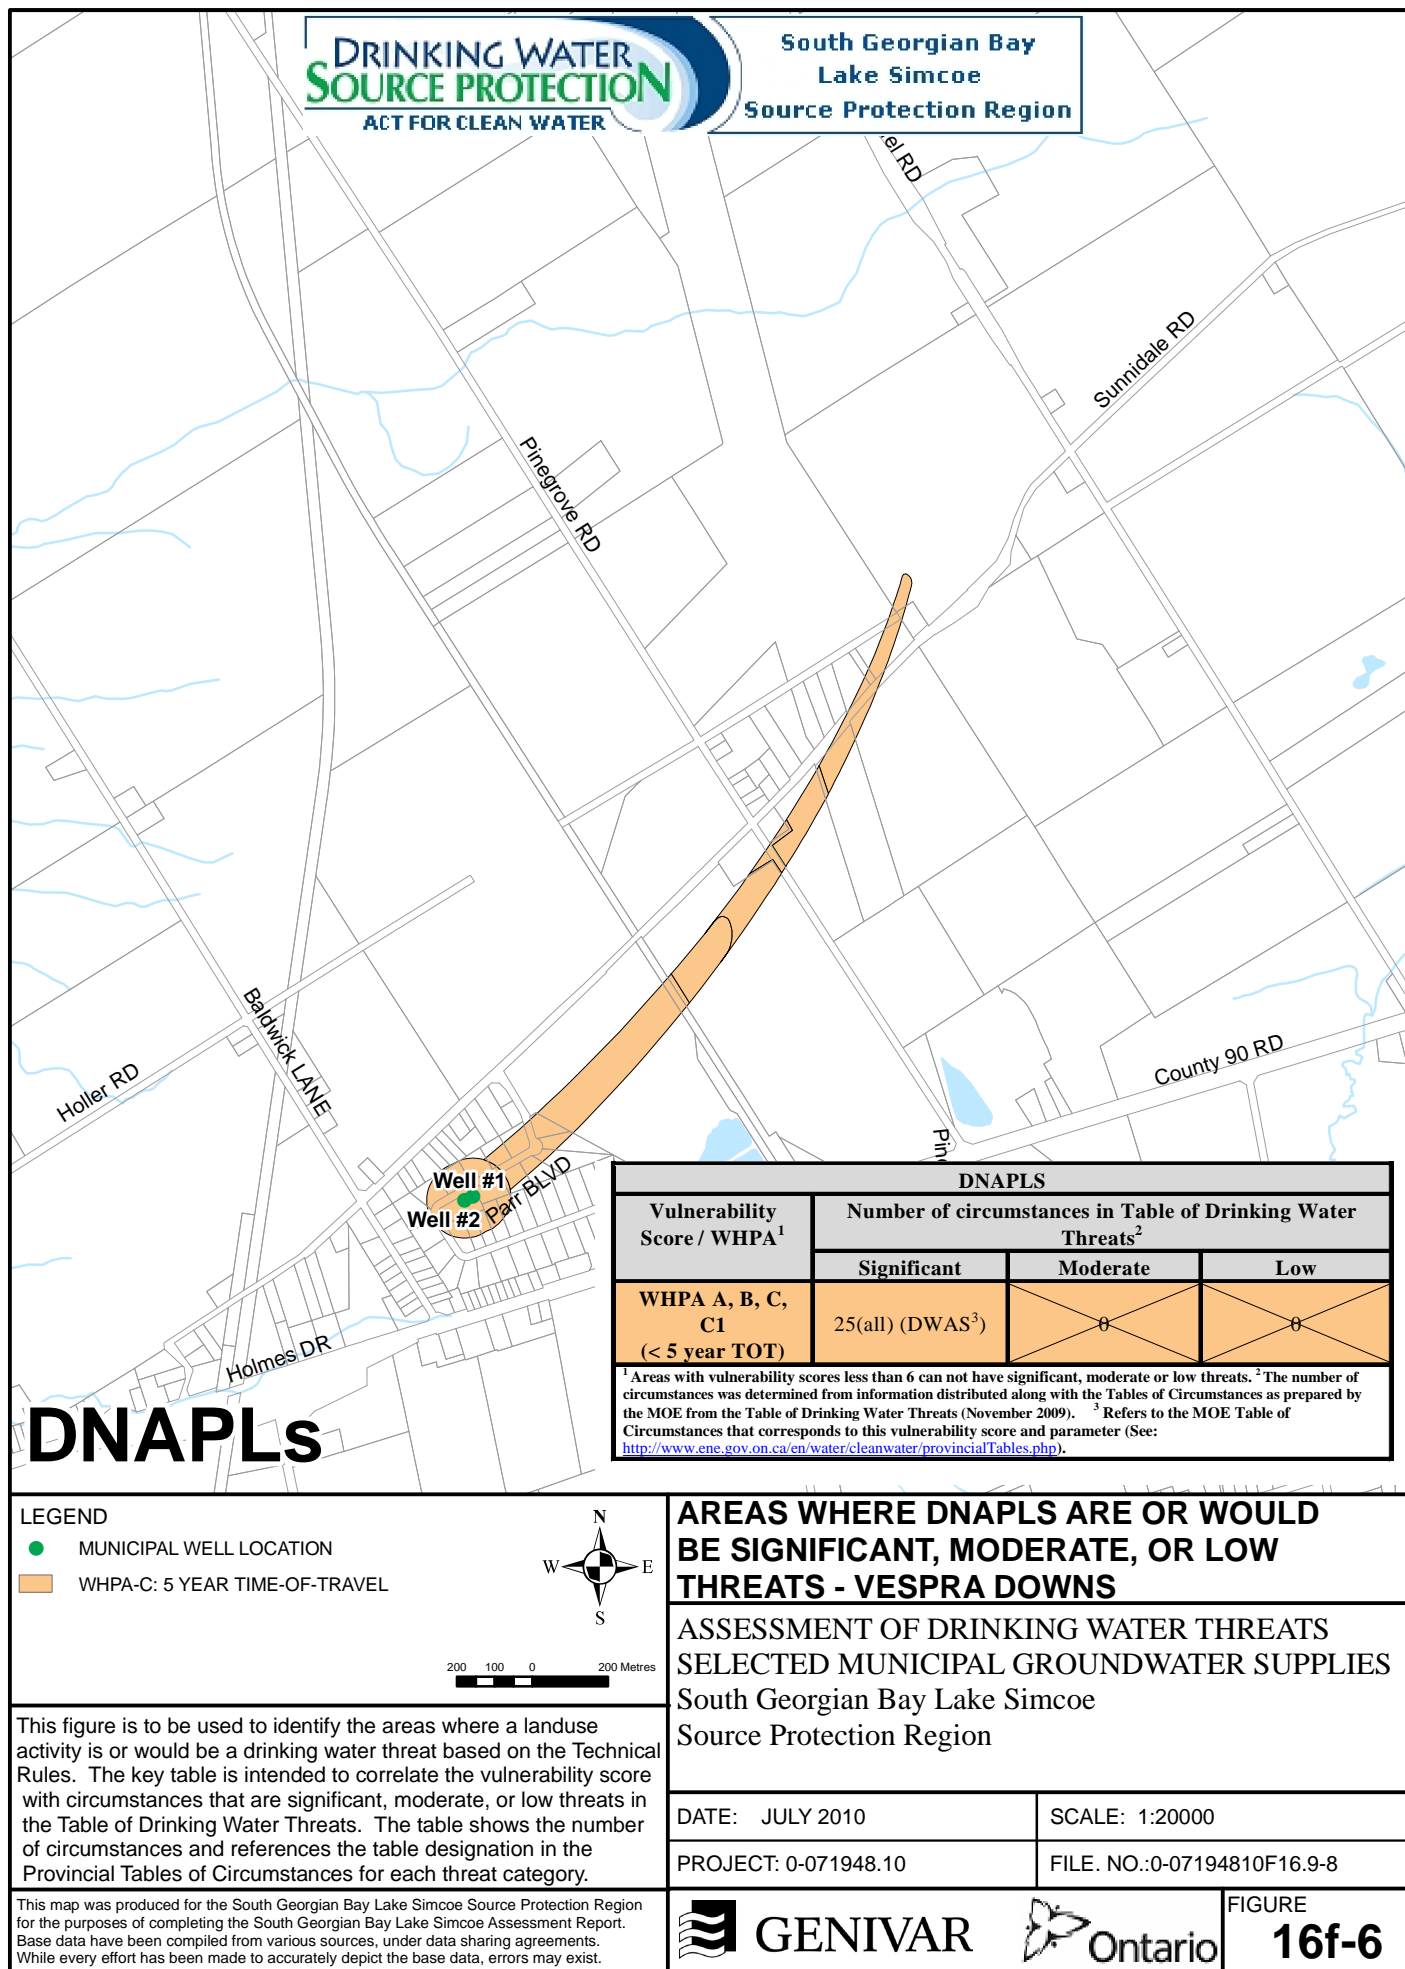 DRINKING WATER
SOURCE PROTECTION
ACT FOR CLEAN WATER
South Georgian Bay
Lake Simcoe
Source Protection Region
RD
Sunnidale RD
Pinegrove RD
Baldwick LANE
Holler RD
County 90 RD
Well #1
Well #2
Parr BLVD
Holmes DR
DNAPLs
DNAPLS
Vulnerability
Score / WHPA1
Number of circumstances in Table of Drinking Water
Threats2
Significant
Moderate
Low
WHPA A, B, C,
C1
(< 5 year TOT)
25(all) (DWAS3)
0
0
1 Areas with vulnerability scores less than 6 can not have significant, moderate or low threats. 2 The number of
circumstances was determined from information distributed along with the Tables of Circumstance as prepared by
the MOE from the Table of Drinking Water Threats (November 2009). 3 Refers to the MOE Table of
Circumstances that corresponds to this vulnerability score and parameter (See:
http://www.ene.gov.on.ca/en/water/cleanwater/provincialTables.php).
LEGEND
MUNICIPAL WELL LOCATION
WHPA-C: 5 YEAR TIME-OF-TRAVEL
N
W
E
S
200 100 0 200 Metres
This figure is to be used to identify the areas where a landuse
activity is or would be a drinking water threat based on the Technical
Rules. The key table is intended to correlate the vulnerability score
with circumstances that are significant, moderate, or low threats in
the Table of Drinking Water Threats. The table shows the number
of circumstances and references the table designation in the
Provincial Tables of Circumstances for each threat category.
This map was produced for the South Georgian Bay Lake Simcoe Source Protection Region
for the purposes of completing the South Georgian Bay Lake Simcoe Assessment Report.
Base data have been compiled from various sources, under data sharing agreements.
While every effort has been made to accurately depict the base data, errors may exist.
AREAS WHERE DNAPLS ARE OR WOULD
BE SIGNIFICANT, MODERATE, OR LOW
THREATS - VESPRA DOWNS
ASSESSMENT OF DRINKING WATER THREATS
SELECTED MUNICIPAL GROUNDWATER SUPPLIES
South Georgian Bay Lake Simcoe
Source Protection Region
DATE: JULY 2010
SCALE: 1:20000
PROJECT: 0-071948.10
FILE. NO.:0-07194810F16.9-8
GENIVAR
Ontario
FIGURE
16f-6